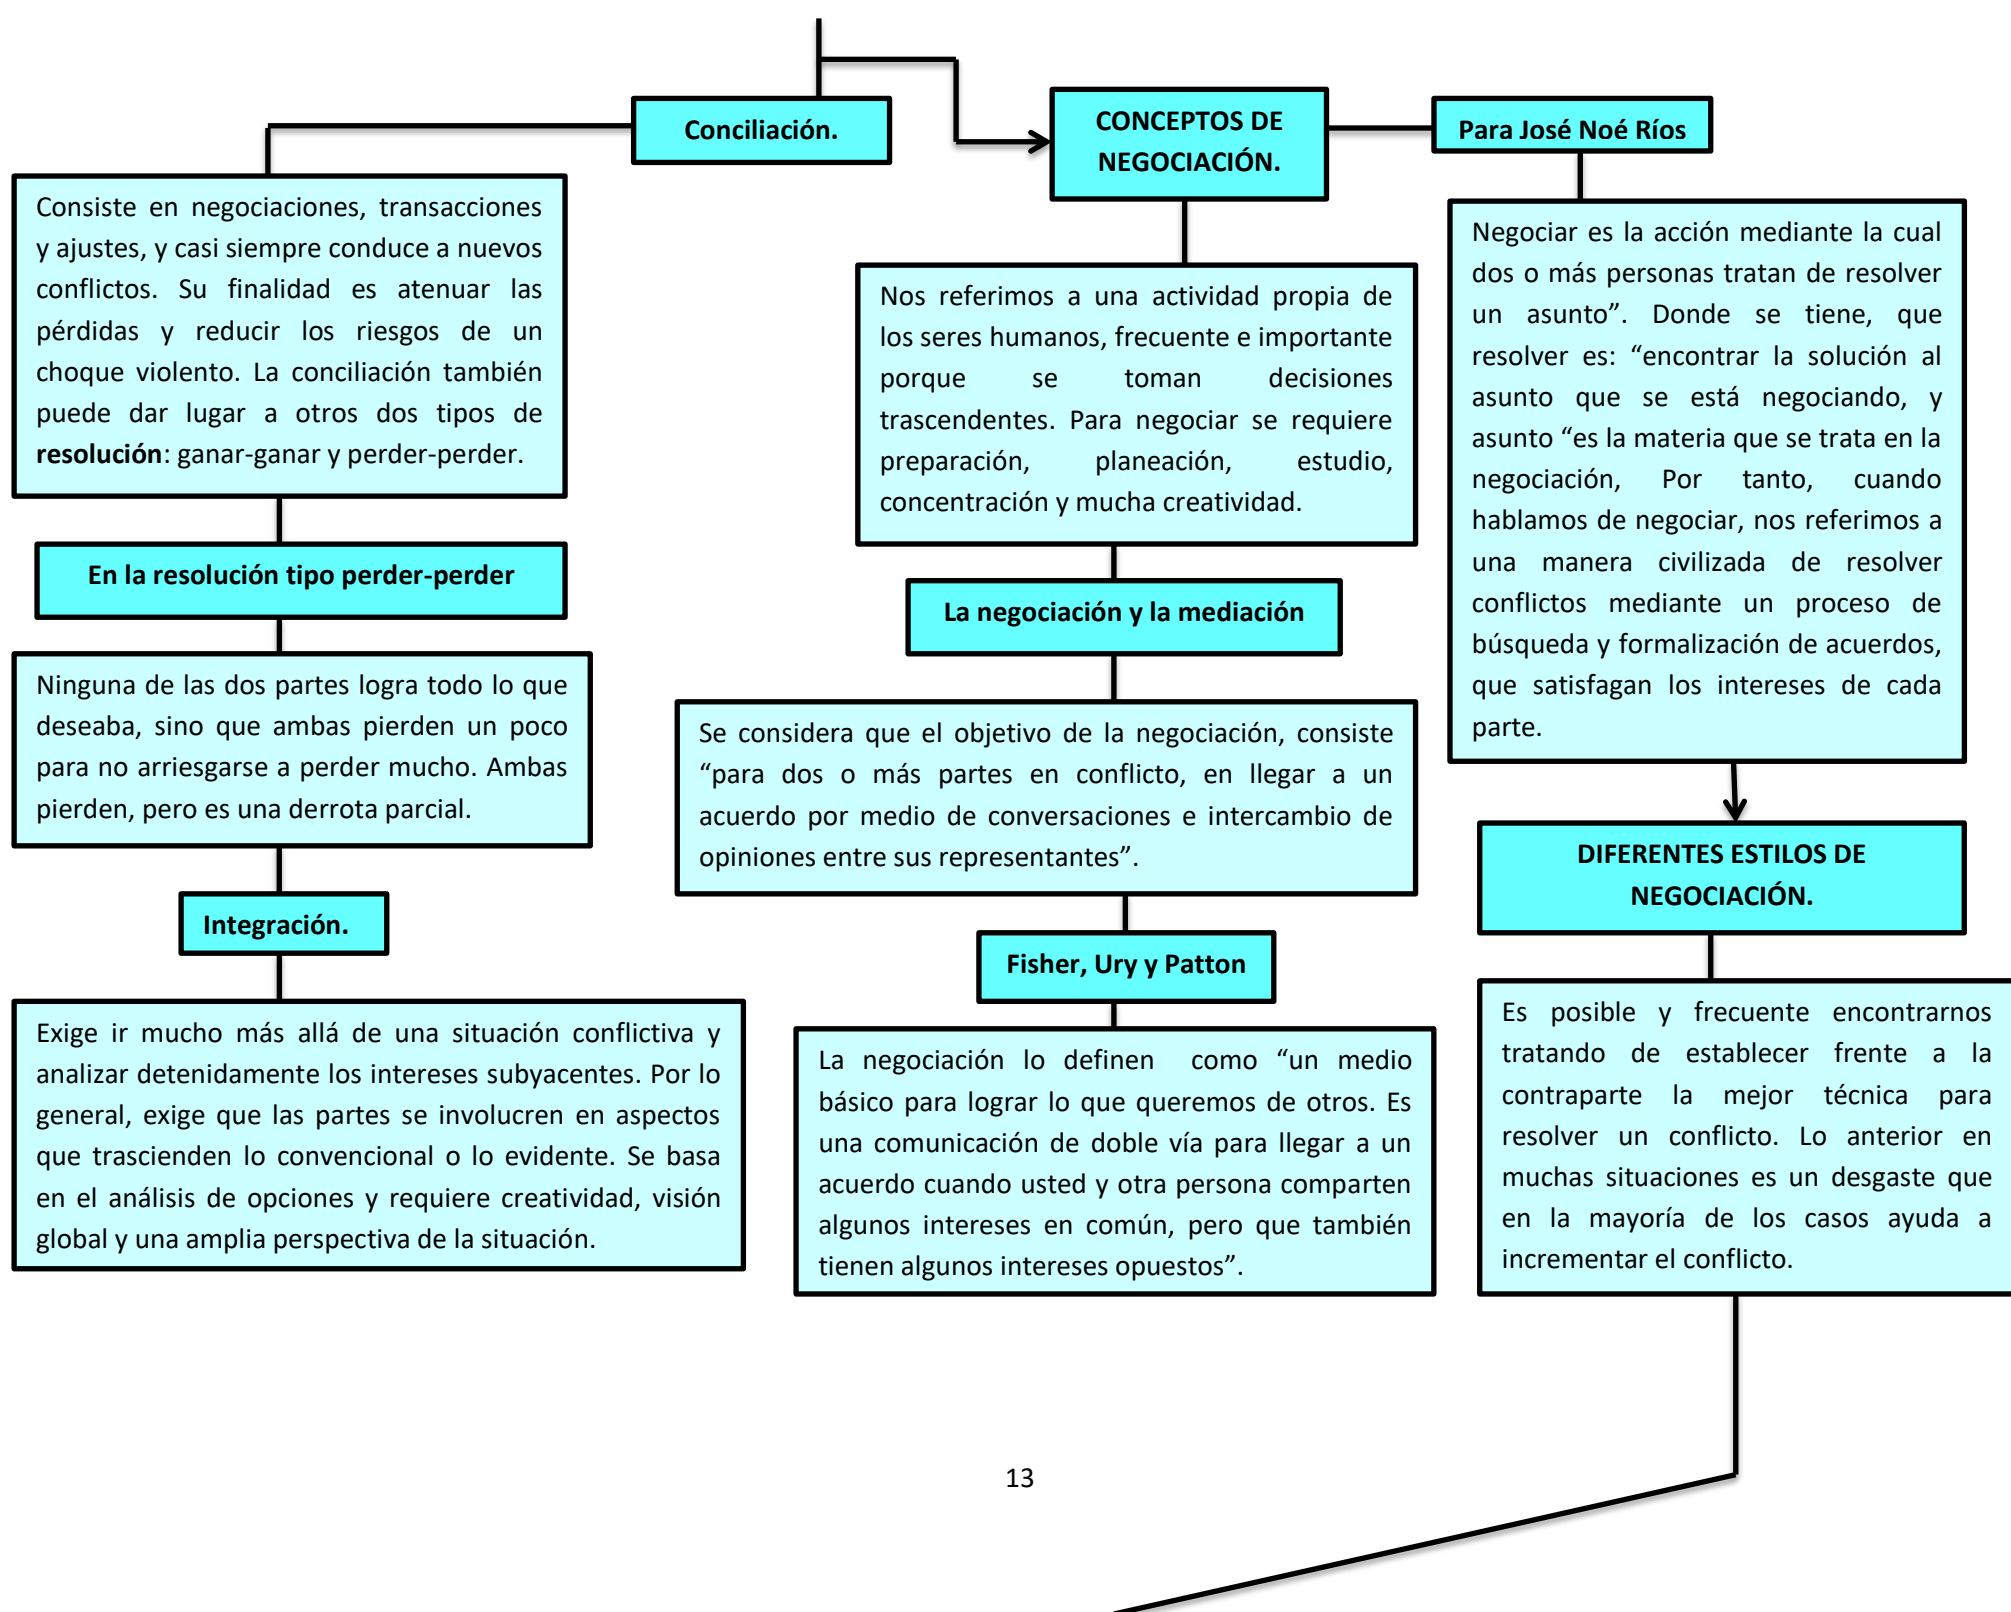 Conciliación.
Consiste en negociaciones, transacciones
y ajustes, y casi siempre conduce a nuevos
conflictos. Su finalidad es atenuar las
pérdidas y reducir los riesgos de un
choque violento. La conciliación también
puede dar lugar a otros dos tipos de
resolución: ganar-ganar y perder-perder.
En la resolución tipo perder-perder
Ninguna de las dos partes logra todo lo que
deseaba, sino que ambas pierden un poco
para no arriesgarse a perder mucho. Ambas
pierden, pero es una derrota parcial.
Integración.
Exige ir mucho más allá de una situación conflictiva y
analizar detenidamente los intereses subyacentes. Por lo
general, exige que las partes se involucren en aspectos
que trascienden lo convencional o lo evidente. Se basa
en el análisis de opciones y requiere creatividad, visión
global y una amplia perspectiva de la situación.
CONCEPTOS DE
NEGOCIACIÓN.
Nos referimos a una actividad propia de
los seres humanos, frecuente e importante
porque se toman decisiones
trascendentes. Para negociar se requiere
preparación, planeación, estudio,
concentración y mucha creatividad.
La negociación y la mediación
Se considera que el objetivo de la negociación, consiste
“para dos o más partes en conflicto, en llegar a un
acuerdo por medio de conversaciones e intercambio de
opiniones entre sus representantes”.
Fisher, Ury y Patton
La negociación lo definen como “un medio
básico para lograr lo que queremos de otros. Es
una comunicación de doble vía para llegar a un
acuerdo cuando usted y otra persona comparten
algunos intereses en común, pero que también
tienen algunos intereses opuestos”.
Para José Noé Ríos
Negociar es la acción mediante la cual
dos o más personas tratan de resolver
un asunto”. Donde se tiene, que
resolver es: “encontrar la solución al
asunto que se está negociando, y
asunto “es la materia que se trata en la
negociación, Por tanto, cuando
hablamos de negociar, nos referimos a
una manera civilizada de resolver
conflictos mediante un proceso de
búsqueda y formalización de acuerdos,
que satisfagan los intereses de cada
parte.
DIFERENTES ESTILOS DE
NEGOCIACIÓN.
Es posible y frecuente encontrarnos
tratando de establecer frente a la
contraparte la mejor técnica para
resolver un conflicto. Lo anterior en
muchas situaciones es un desgaste que
en la mayoría de los casos ayuda a
incrementar el conflicto.
13